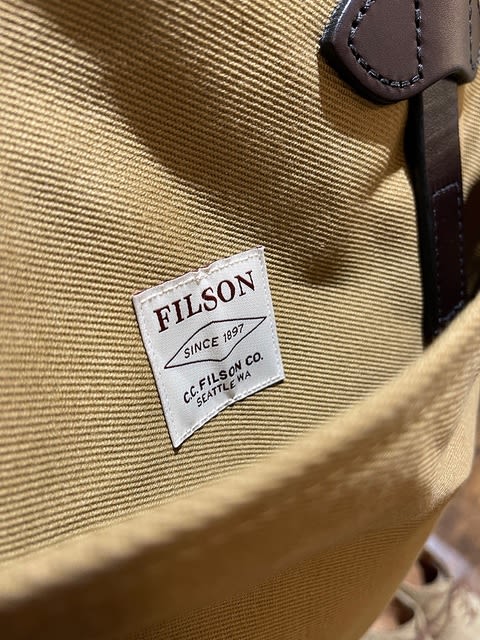 FILSON
SINCE 1897
C.C. FILSON CO.
SEATTLE WA